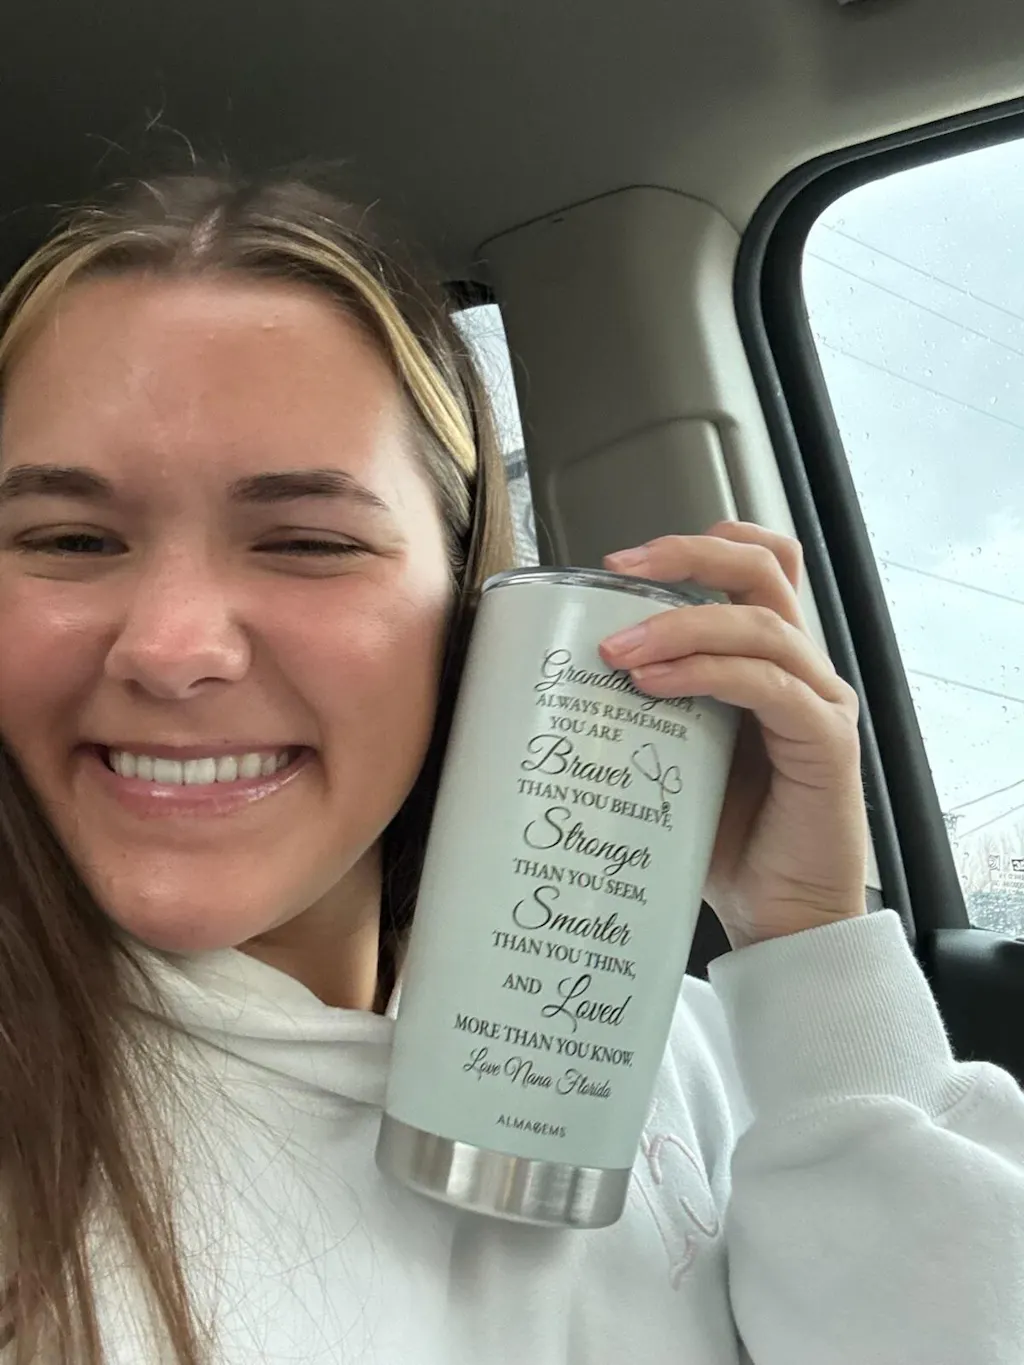 Granddaughter,
ALWAYS REMEMBER
YOU ARE
Braver
THAN YOU BELIEVE,
Stronger
THAN YOU SEEM,
Smarter
THAN YOU THINK,
AND Loved
MORE THAN YOU KNOW.
Love Nana Florida
ALMAGEMS